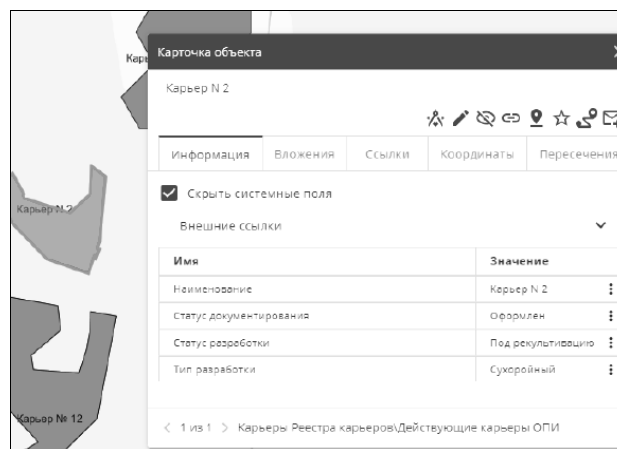 Карьер
Карточка объекта
Карьер N 2
Информация Вложения Ссылки Координаты Пересечения
Скрыть системные поля
Карьер N 2
Внешние ссылки
Имя Значение
Наименование Карьер N 2
Статус документирования Оформлен
Статус разработки Под рекультивацию
Тип разработки Сухоройный
Карьер № 12
1 из 1 Карьеры Реестра карьеров\Действующие карьеры ОПИ